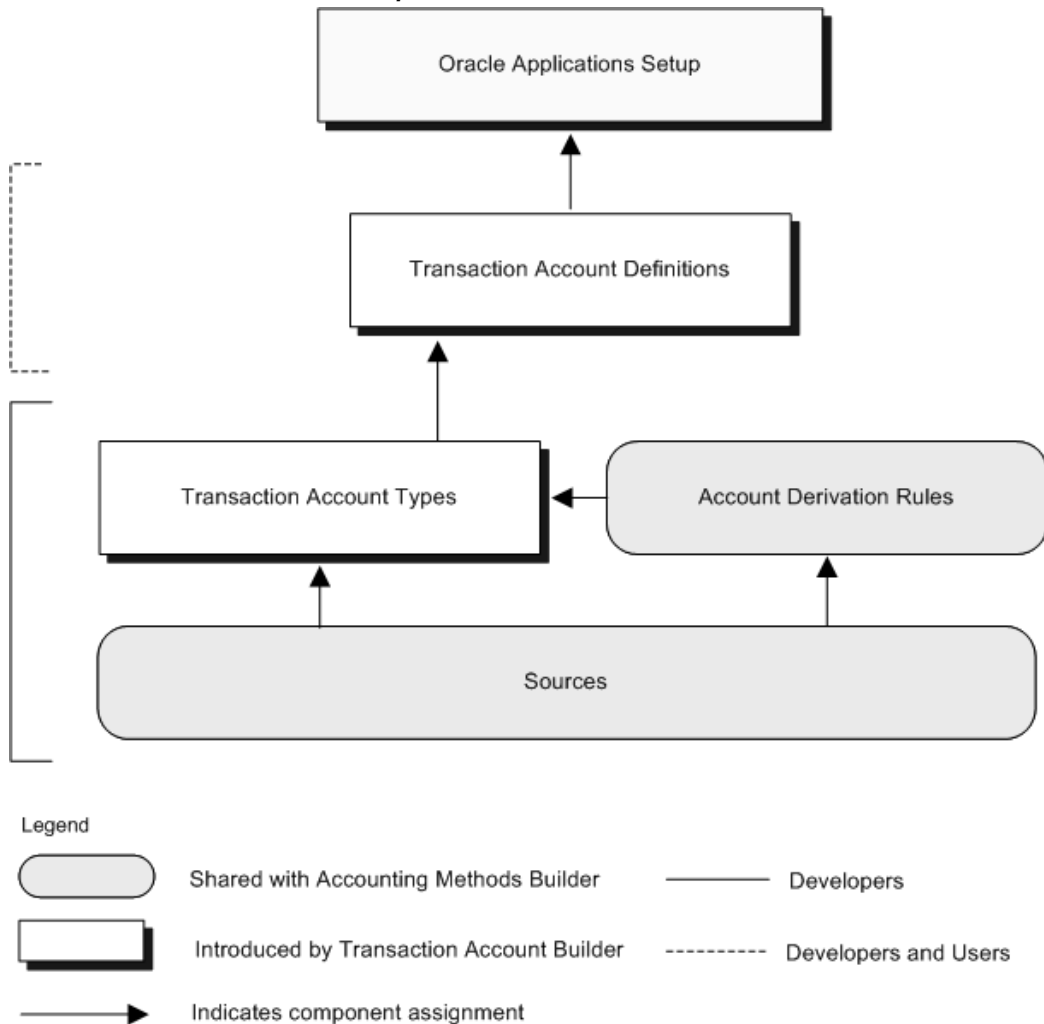 Oracle Applications Setup
Transaction Account Definitions
Transaction Account Types
Account Derivation Rules
Sources
Legend
Shared with Accounting Methods Builder
Developers
Introduced by Transaction Account Builder
Developers and Users
Indicates component assignment